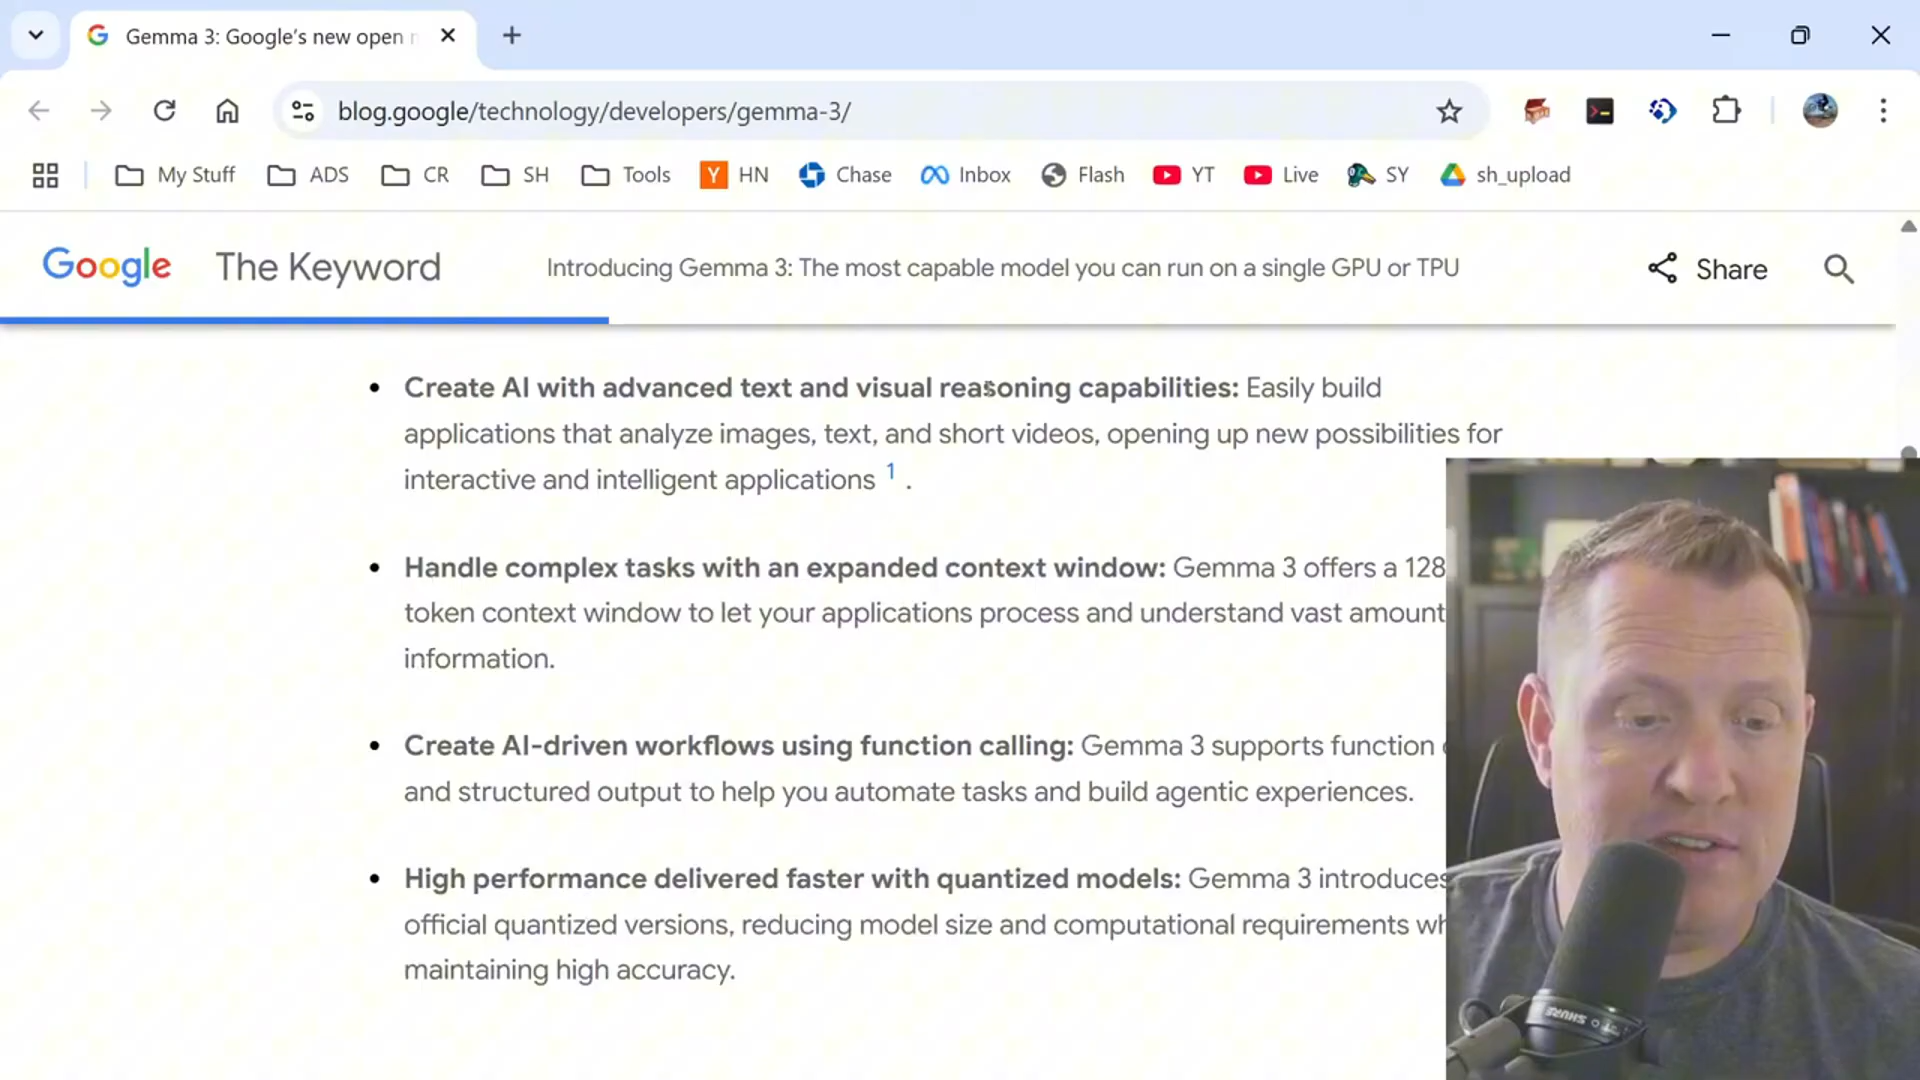 Gemma 3: Google's new open
blog.google/technology/developers/gemma-3/
My Stuff ADS CR SH Tools Y HN Chase Inbox Flash YT Live SY sh_upload
Google The Keyword Introducing Gemma 3: The most capable model you can run on a single GPU or TPU Share
• Create AI with advanced text and visual reasoning capabilities: Easily build
applications that analyze images, text, and short videos, opening up new possibilities for
interactive and intelligent applications 1 .
• Handle complex tasks with an expanded context window: Gemma 3 offers a 128
token context window to let your applications process and understand vast amount
information.
• Create AI-driven workflows using function calling: Gemma 3 supports function
and structured output to help you automate tasks and build agentic experiences.
• High performance delivered faster with quantized models: Gemma 3 introduces
official quantized versions, reducing model size and computational requirements
maintaining high accuracy.
SHURE